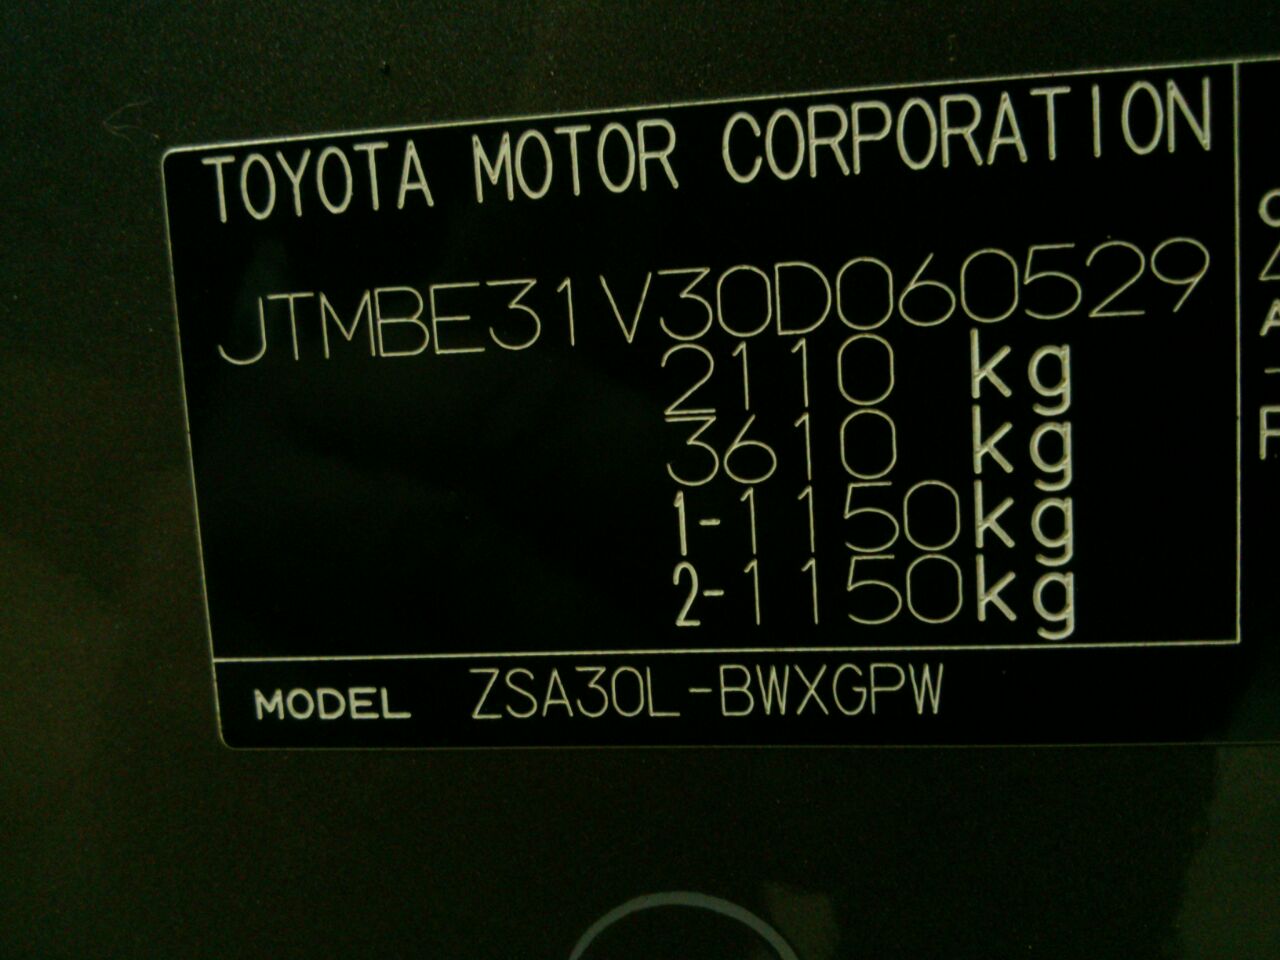 TOYOTA MOTOR CORPORATION
JTMBE31V30D060529
2110 kg
3610 kg
1-1150kg
2-1150kg
MODEL ZSA30L-BWXGPW